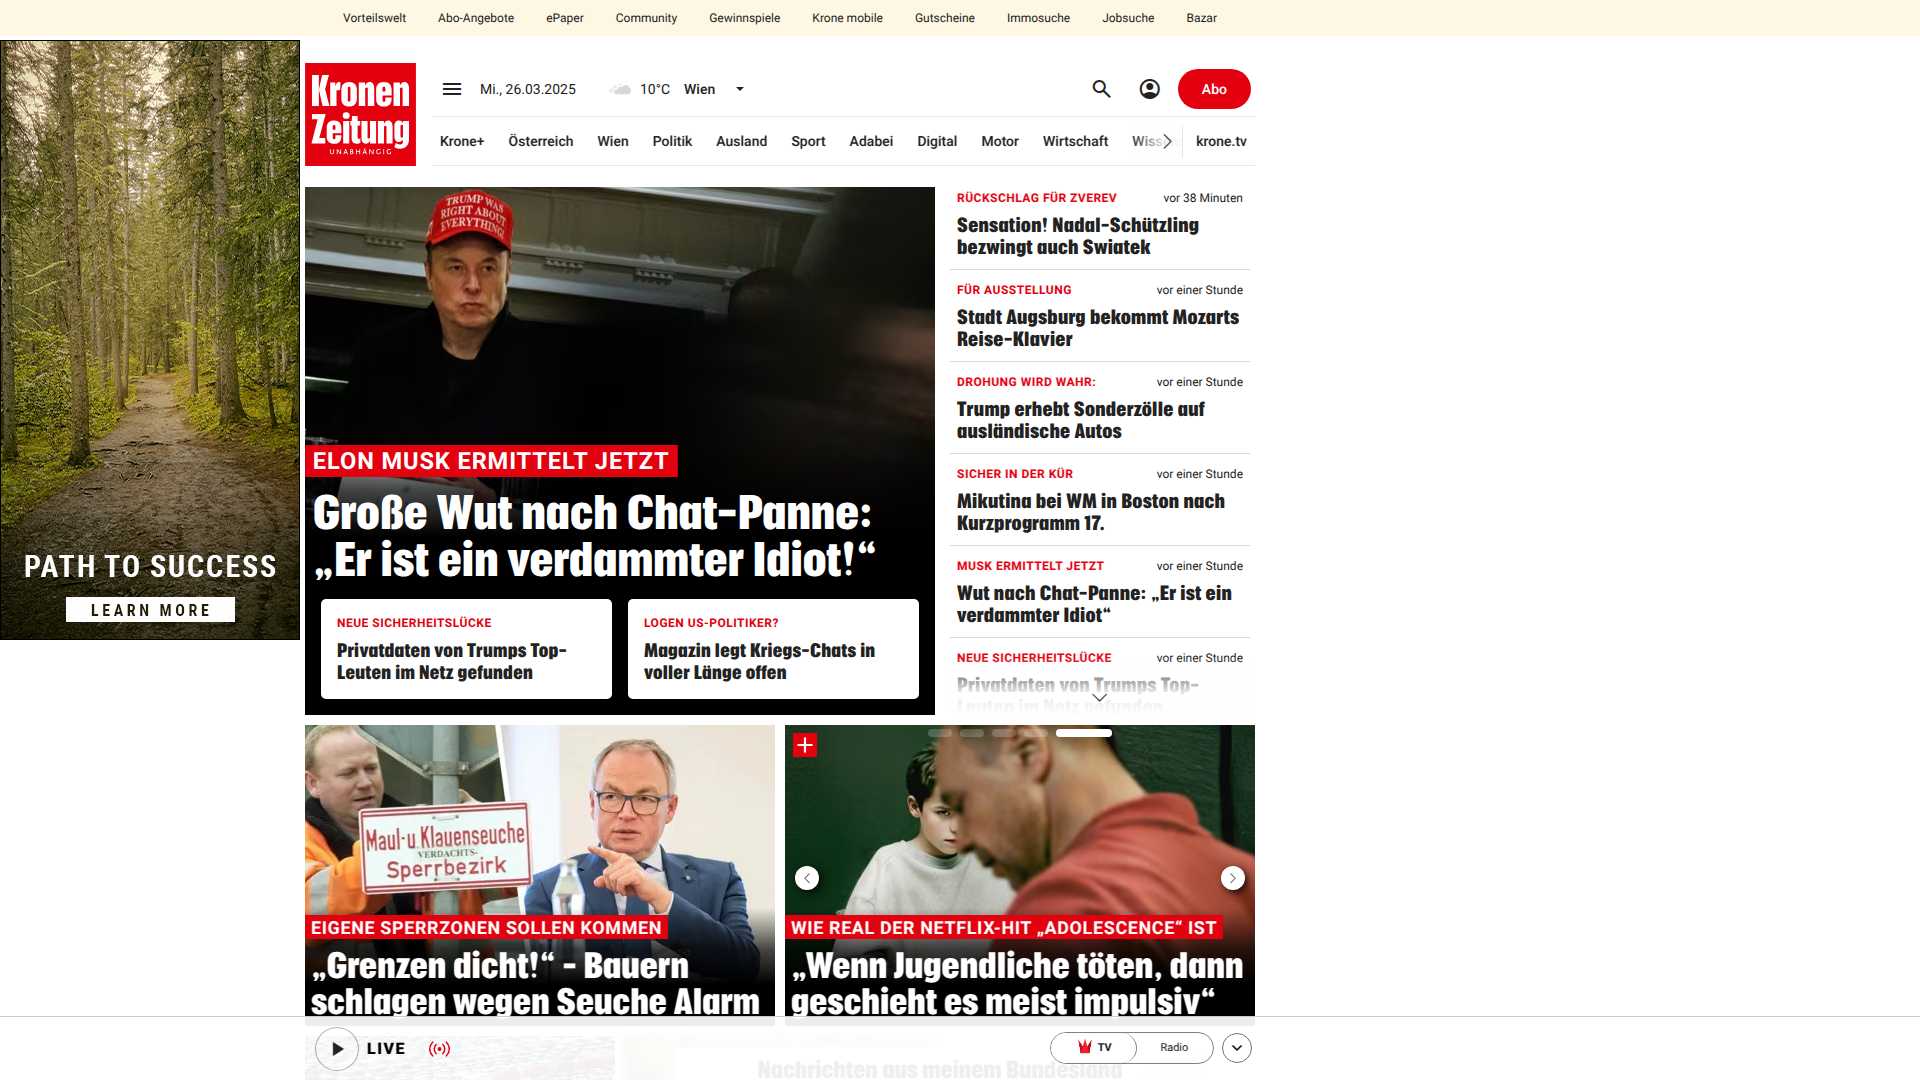 Vorteilswelt Abo-Angebote ePaper Community Gewinnspiele Krone mobile Gutscheine Immosuche Jobsuche Bazar
Kronen
Zeitung
UNABHÄNGIG
Mi., 26.03.2025 10°C Wien
Abo
Krone+ Österreich Wien Politik Ausland Sport Adabei Digital Motor Wirtschaft Wiss krone.tv
PATH TO SUCCESS
LEARN MORE
TRUMP WAS
RIGHT ABOUT
EVERYTHING!
ELON MUSK ERMITTELT JETZT
Große Wut nach Chat-Panne:
„Er ist ein verdammter Idiot!“
NEUE SICHERHEITSLÜCKE
Privatdaten von Trumps Top-
Leuten im Netz gefunden
LOGEN US-POLITIKER?
Magazin legt Kriegs-Chats in
voller Länge offen
RÜCKSCHLAG FÜR ZVEREV vor 38 Minuten
Sensation! Nadal-Schützling
bezwingt auch Swiatek
FÜR AUSSTELLUNG vor einer Stunde
Stadt Augsburg bekommt Mozarts
Reise-Klavier
DROHUNG WIRD WAHR: vor einer Stunde
Trump erhebt Sonderzölle auf
ausländische Autos
SICHER IN DER KÜR vor einer Stunde
Mikutina bei WM in Boston nach
Kurzprogramm 17.
MUSK ERMITTELT JETZT vor einer Stunde
Wut nach Chat-Panne: „Er ist ein
verdammter Idiot“
NEUE SICHERHEITSLÜCKE vor einer Stunde
Privatdaten von Trumps Top-
Leuten im Netz gefunden
Maul- u. Klauenseuche
VERDACHTS-
Sperrbezirk
EIGENE SPERRZONEN SOLLEN KOMMEN
„Grenzen dicht!“ – Bauern
schlagen wegen Seuche Alarm
WIE REAL DER NETFLIX-HIT „ADOLESCENCE“ IST
„Wenn Jugendliche töten, dann
geschieht es meist impulsiv“
LIVE
TV Radio
Nachrichten aus meinem Bundesland